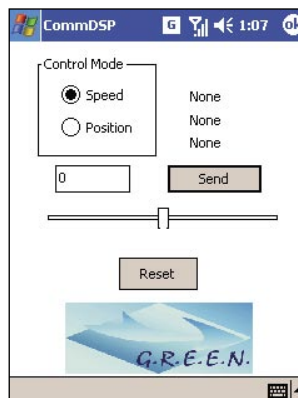 CommDSP G 1:07 ok
Control Mode
Speed
Position
None
None
None
0
Send
Reset
G.R.E.E.N.